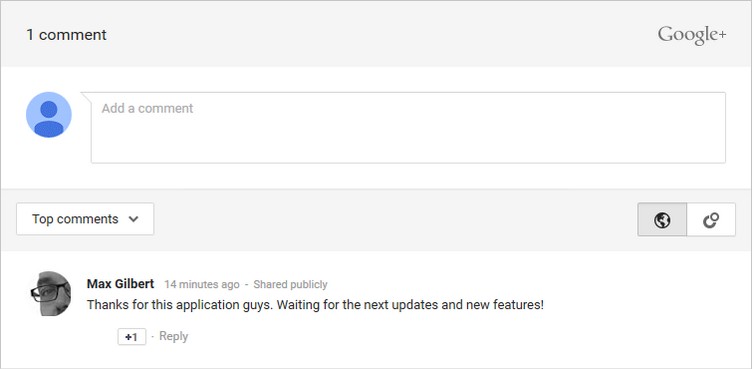 1 comment
Google+
Add a comment
Top comments
Max Gilbert 14 minutes ago - Shared publicly
Thanks for this application guys. Waiting for the next updates and new features!
+1 · Reply